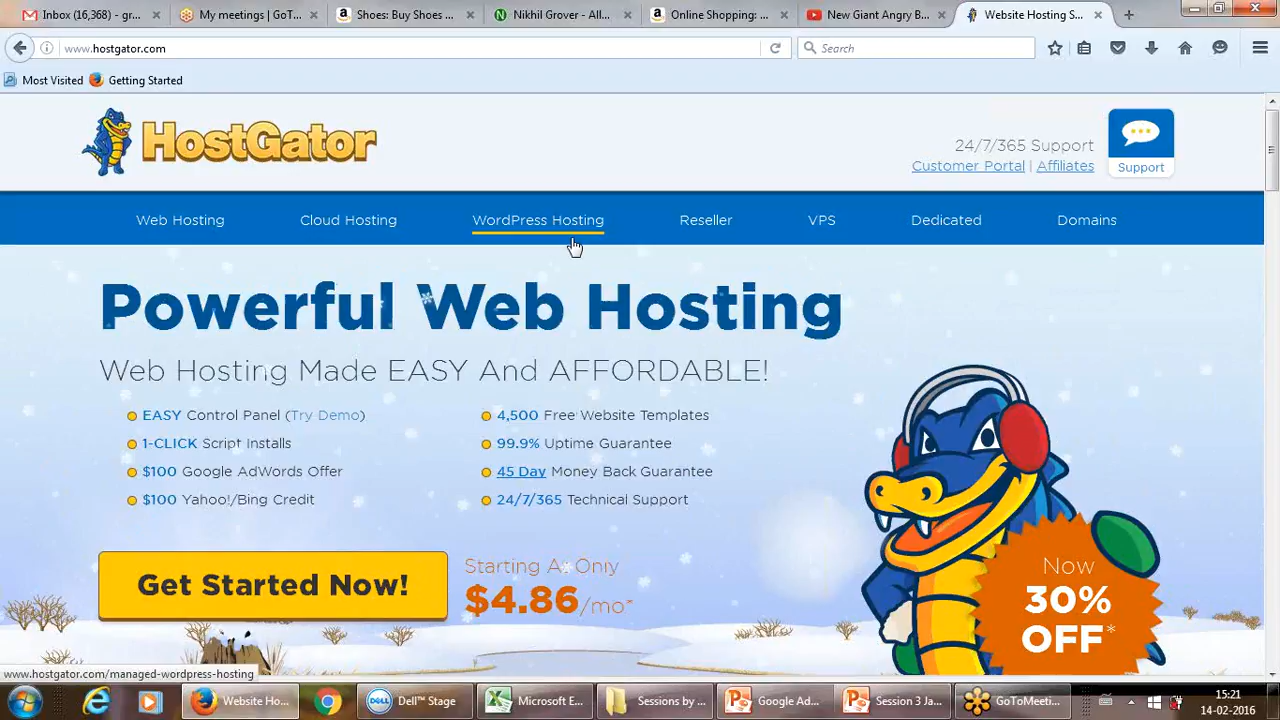 Inbox (16,368) - gr...
My meetings | GoT...
Shoes: Buy Shoes ...
Nikhil Grover - All...
Online Shopping: ...
New Giant Angry B...
Website Hosting S...
www.hostgator.com
Search
Most Visited
Getting Started
HostGator
24/7/365 Support
Customer Portal | Affiliates
Support
Web Hosting
Cloud Hosting
WordPress Hosting
Reseller
VPS
Dedicated
Domains
Powerful Web Hosting
Web Hosting Made EASY And AFFORDABLE!
EASY Control Panel (Try Demo)
4,500 Free Website Templates
1-CLICK Script Installs
99.9% Uptime Guarantee
$100 Google AdWords Offer
45 Day Money Back Guarantee
$100 Yahoo!/Bing Credit
24/7/365 Technical Support
Get Started Now!
Starting At Only
$4.86/mo*
Now
30%
OFF*
www.hostgator.com/managed-wordpress-hosting
Website Ho...
Dell™ Stage
Microsoft E...
Sessions by ...
Google Ad...
Session 3 Ja...
GoToMeeti...
15:21
14-02-2016